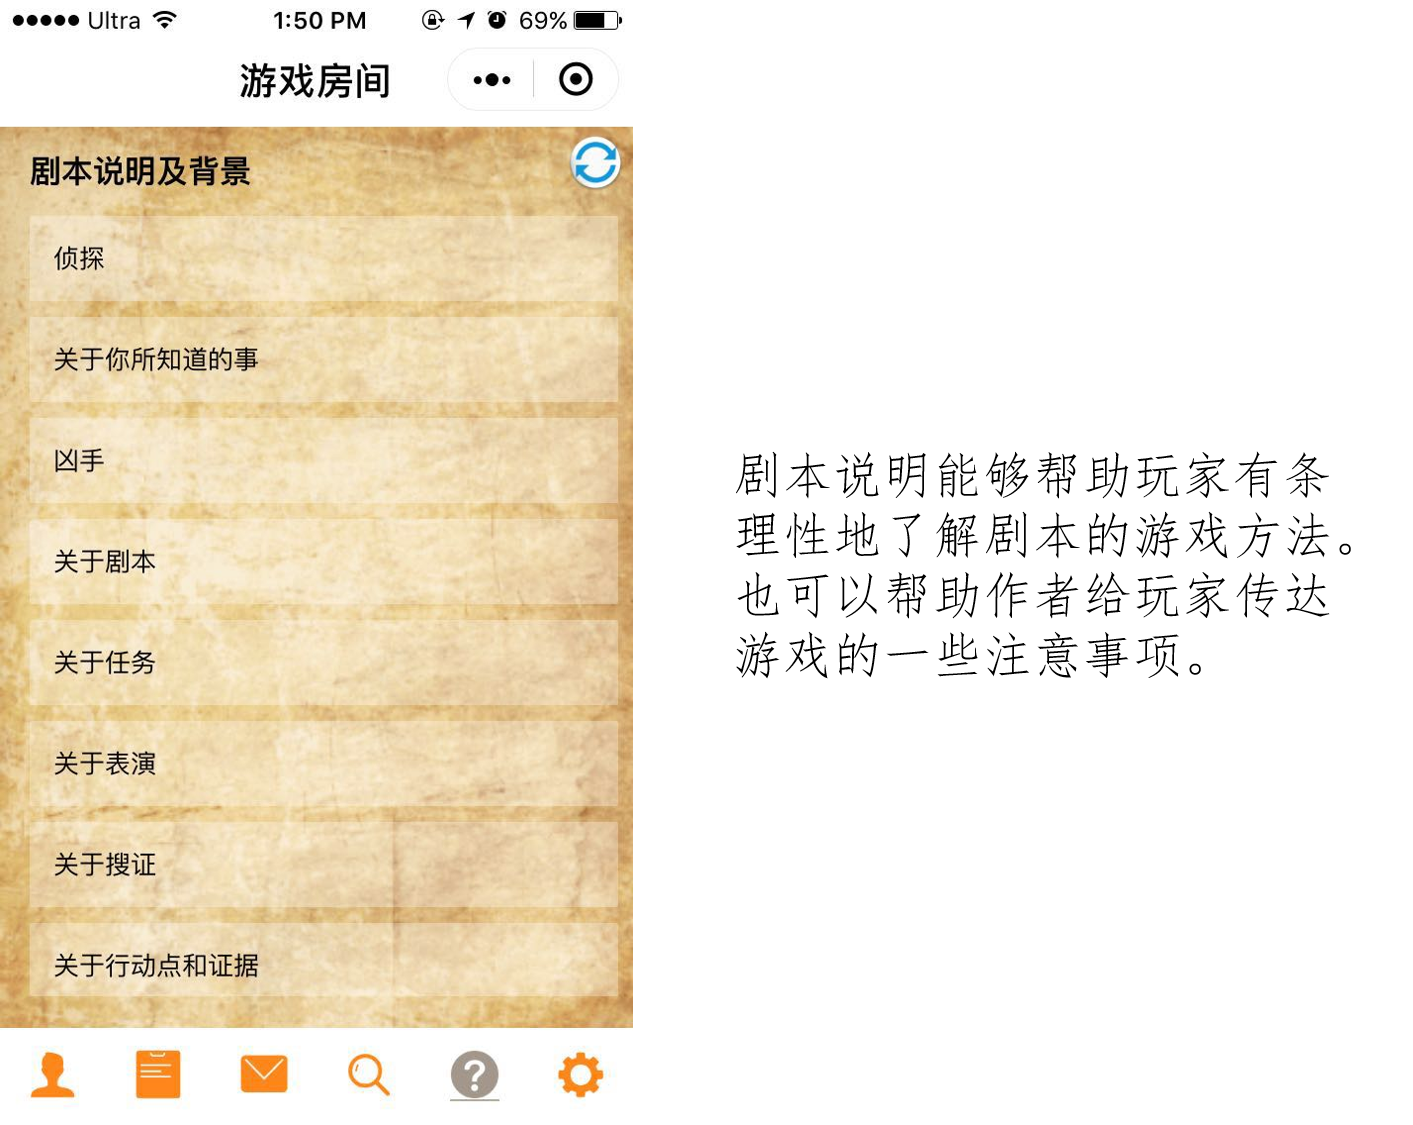 Ultra 1:50 PM 69%
游戏房间
剧本说明及背景
侦探
关于你所知道的事
凶手
关于剧本
关于任务
关于表演
关于搜证
关于行动点和证据
剧本说明能够帮助玩家有条
理性地了解剧本的游戏方法。
也可以帮助作者给玩家传达
游戏的一些注意事项。